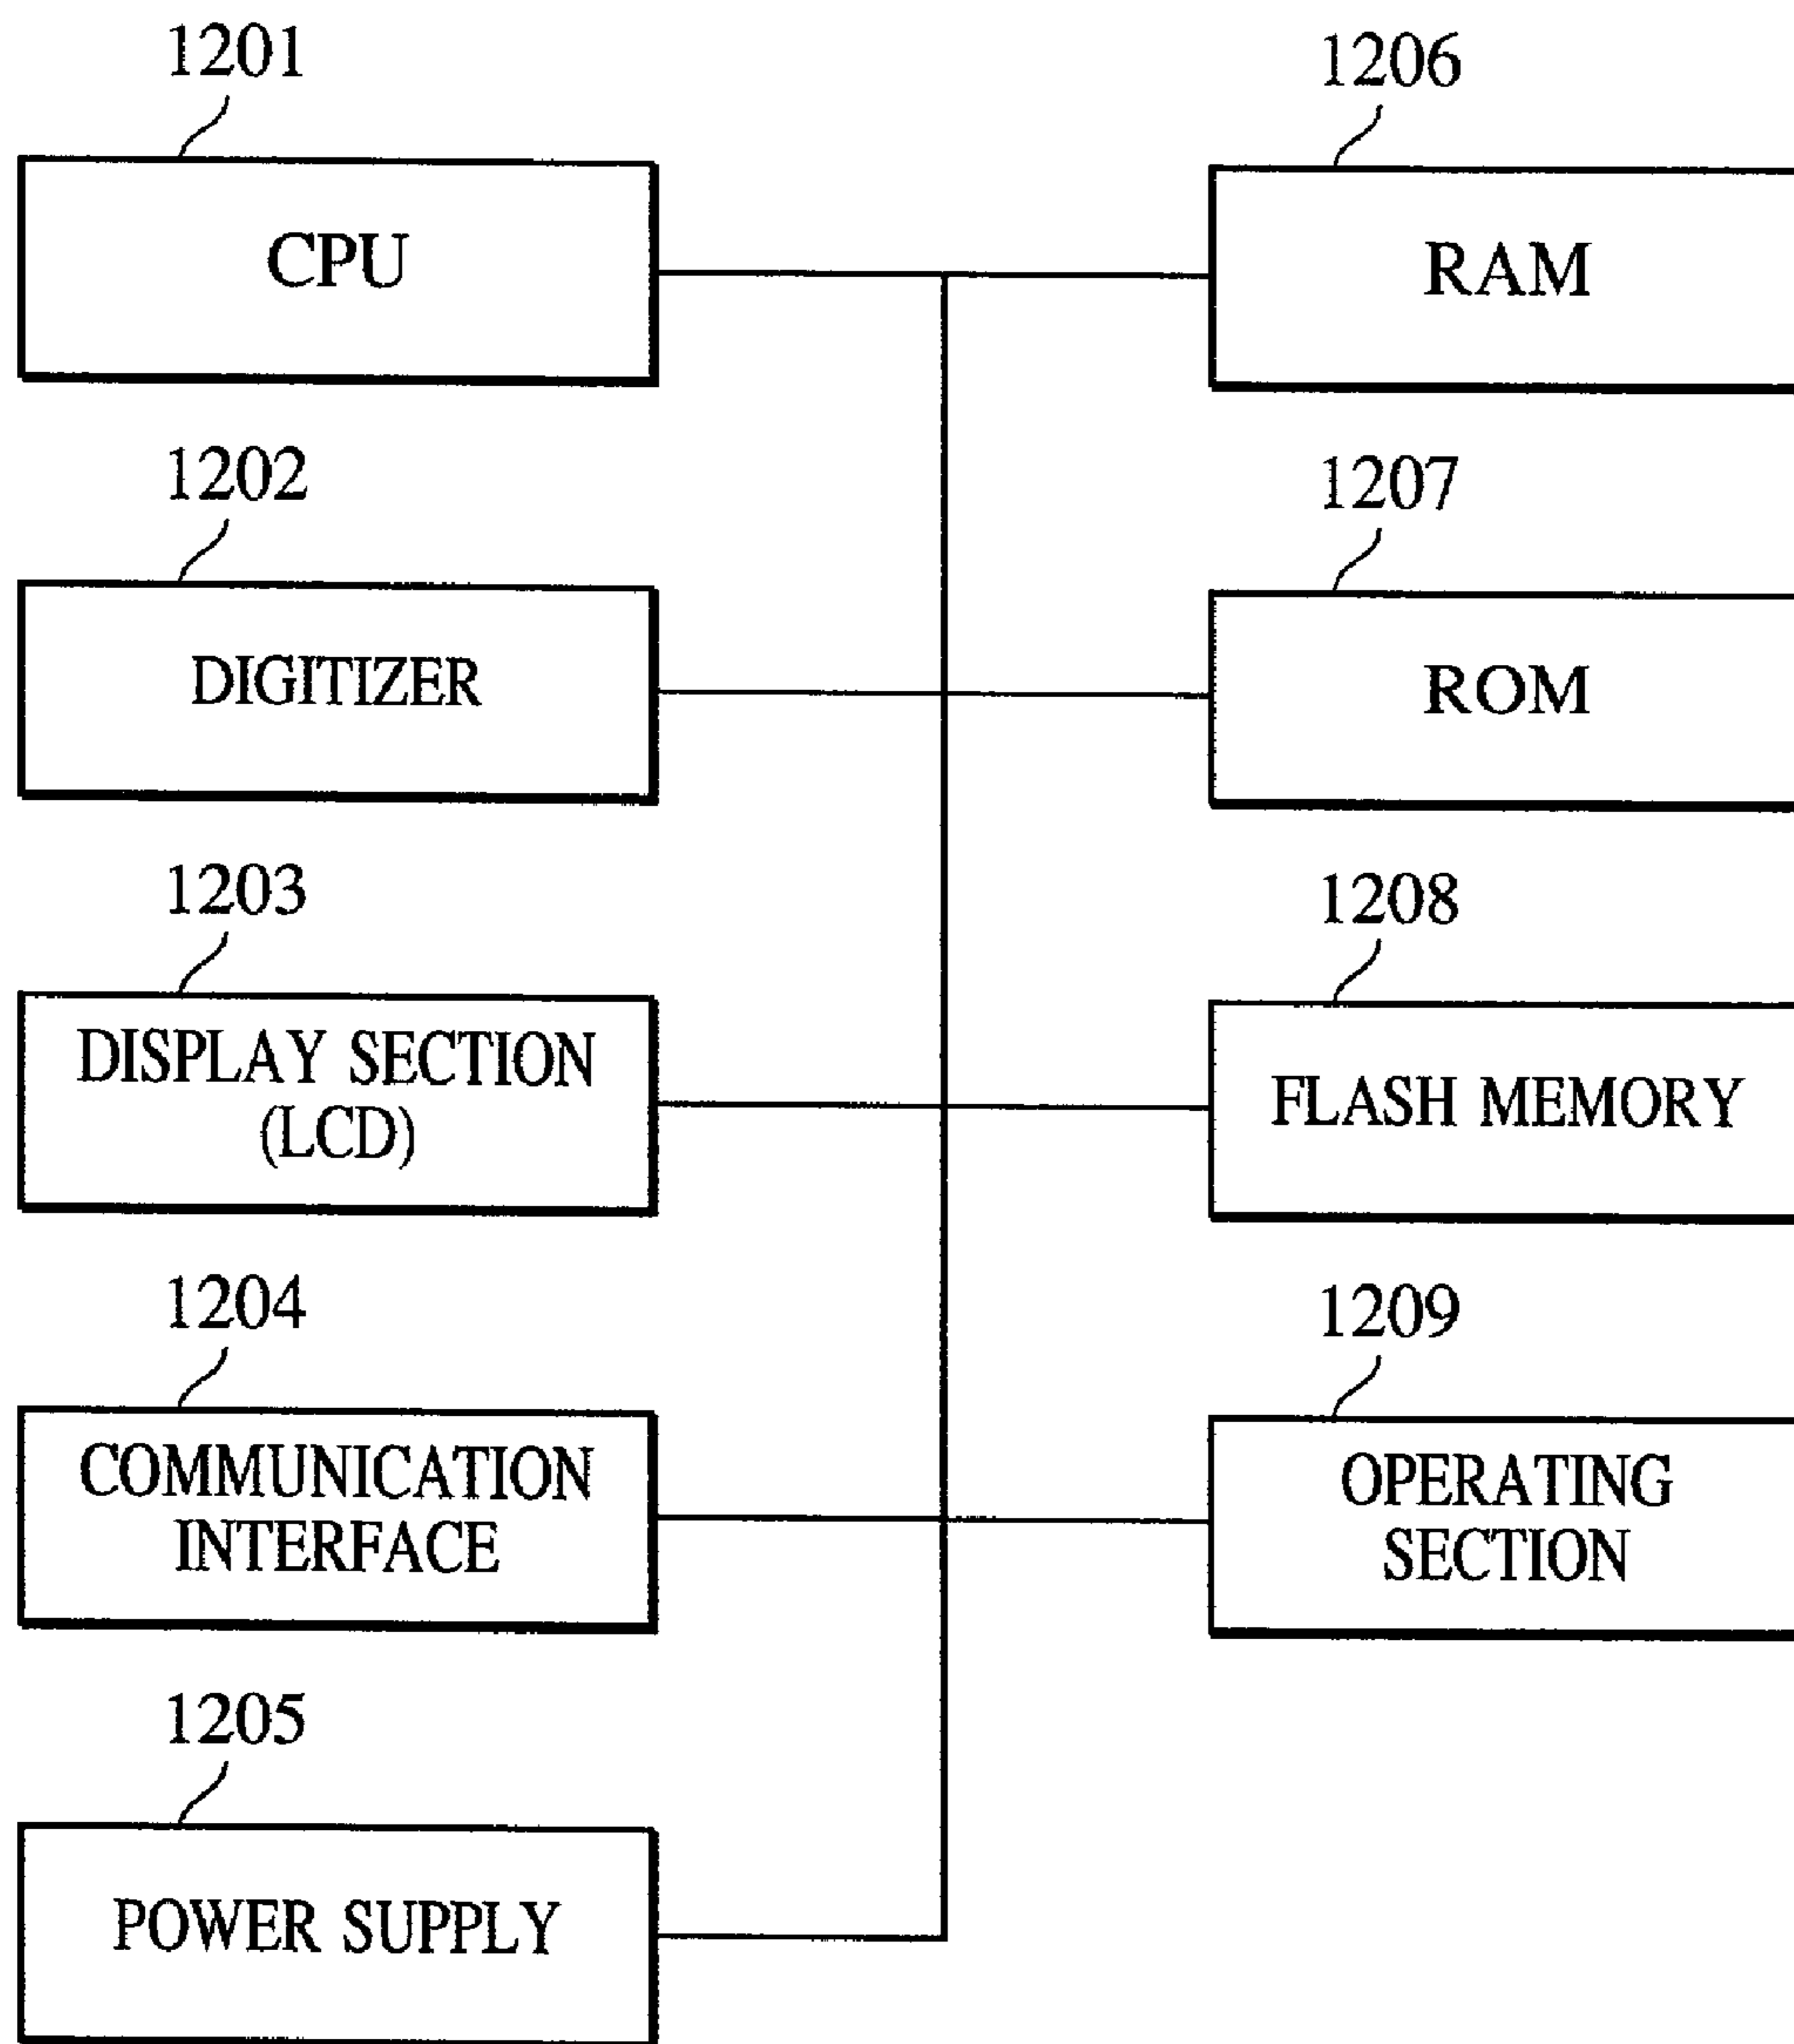 1201
CPU
1202
DIGITIZER
1203
DISPLAY SECTION
(LCD)
1204
COMMUNICATION
INTERFACE
1205
POWER SUPPLY
1206
RAM
1207
ROM
1208
FLASH MEMORY
1209
OPERATING
SECTION